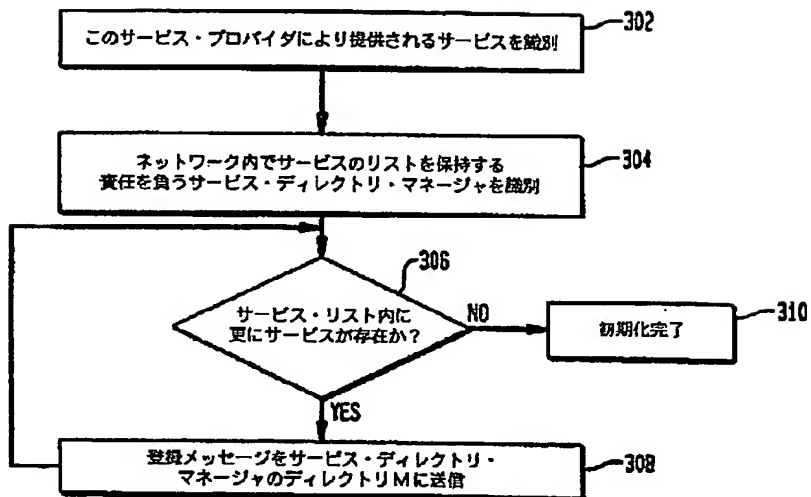 このサービス・プロバイダにより提供されるサービスを識別
302
ネットワーク内でサービスのリストを保持する
責任を負うサービス・ディレクトリ・マネージャを識別
304
306
サービス・リスト内に
更にサービスが存在か?
NO
初期化完了
310
YES
登録メッセージをサービス・ディレクトリ・
マネージャのディレクトリMに送信
308